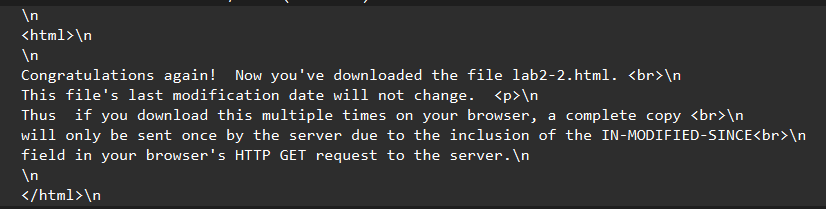 \n
<html>\n
\n
Congratulations again!  Now you've downloaded the file lab2-2.html. <br>\n
This file's last modification date will not change.  <p>\n
Thus  if you download this multiple times on your browser, a complete copy <br>\n
will only be sent once by the server due to the inclusion of the IN-MODIFIED-SINCE<br>\n
field in your browser's HTTP GET request to the server.\n
\n
</html>\n